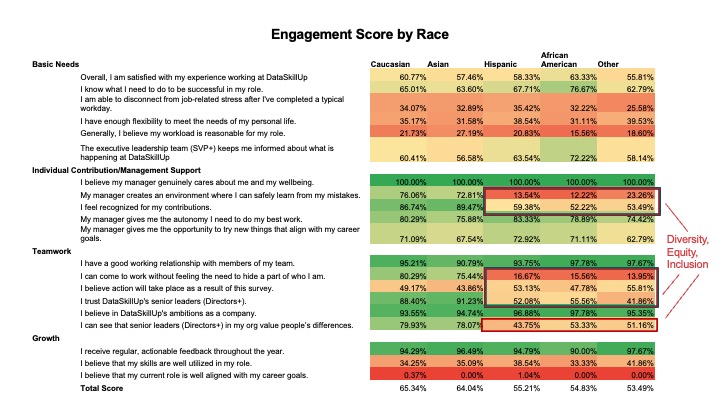 Engagement Score by Race
Basic Needs Caucasian Asian Hispanic African American Other
Overall, I am satisfied with my experience working at DataSkillUp 60.77% 57.46% 58.33% 63.33% 55.81%
I know what I need to do to be successful in my role. 65.01% 63.60% 67.71% 76.67% 62.79%
I am able to disconnect from job-related stress after I've completed a typical
workday. 34.07% 32.89% 35.42% 32.22% 25.58%
I have enough flexibility to meet the needs of my personal life. 35.17% 31.58% 38.54% 31.11% 39.53%
Generally, I believe my workload is reasonable for my role. 21.73% 27.19% 20.83% 15.56% 18.60%
The executive leadership team (SVP+) keeps me informed about what is
happening at DataSkillUp 60.41% 56.58% 63.54% 72.22% 58.14%
Individual Contribution/Management Support
I believe my manager genuinely cares about me and my wellbeing. 100.00% 100.00% 100.00% 100.00% 100.00%
My manager creates an environment where I can safely learn from my mistakes. 76.06% 72.81% 13.54% 12.22% 23.26%
I feel recognized for my contributions. 86.74% 89.47% 59.38% 52.22% 53.49%
My manager gives me the autonomy I need to do my best work. 80.29% 75.88% 83.33% 78.89% 74.42%
My manager gives me the opportunity to try new things that align with my career
goals. 71.09% 67.54% 72.92% 71.11% 62.79%
Teamwork
I have a good working relationship with members of my team. 95.21% 90.79% 93.75% 97.78% 97.67%
I can come to work without feeling the need to hide a part of who I am. 80.29% 75.44% 16.67% 15.56% 13.95%
I believe action will take place as a result of this survey. 49.17% 43.86% 53.13% 47.78% 55.81%
I trust DataSkillUp's senior leaders (Directors+). 88.40% 91.23% 52.08% 55.56% 41.86%
I believe in DataSkillUp's ambitions as a company. 93.55% 94.74% 96.88% 97.78% 95.35%
I can see that senior leaders (Directors+) in my org value people's differences. 79.93% 78.07% 43.75% 53.33% 51.16%
Growth
I receive regular, actionable feedback throughout the year. 94.29% 96.49% 94.79% 90.00% 97.67%
I believe that my skills are well utilized in my role. 34.25% 35.09% 38.54% 33.33% 41.86%
I believe that my current role is well aligned with my career goals. 0.37% 0.00% 1.04% 0.00% 0.00%
Total Score 65.34% 64.04% 55.21% 54.83% 53.49%
Diversity,
Equity,
Inclusion